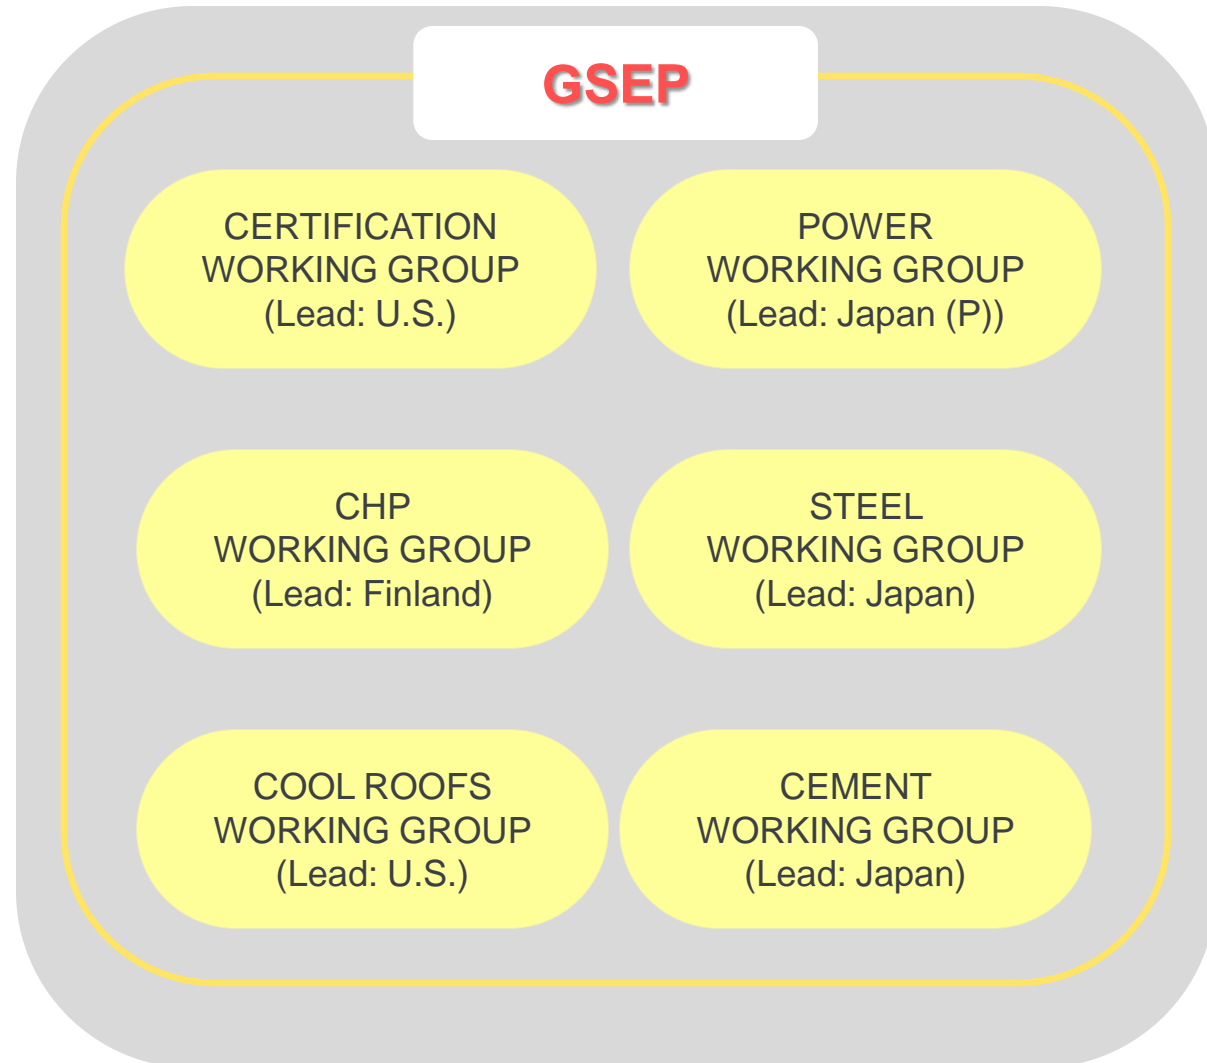 GSEP
CERTIFICATION
WORKING GROUP
(Lead: U.S.)
POWER
WORKING GROUP
(Lead: Japan (P))
CHP
WORKING GROUP
(Lead: Finland)
STEEL
WORKING GROUP
(Lead: Japan)
COOL ROOFS
WORKING GROUP
(Lead: U.S.)
CEMENT
WORKING GROUP
(Lead: Japan)